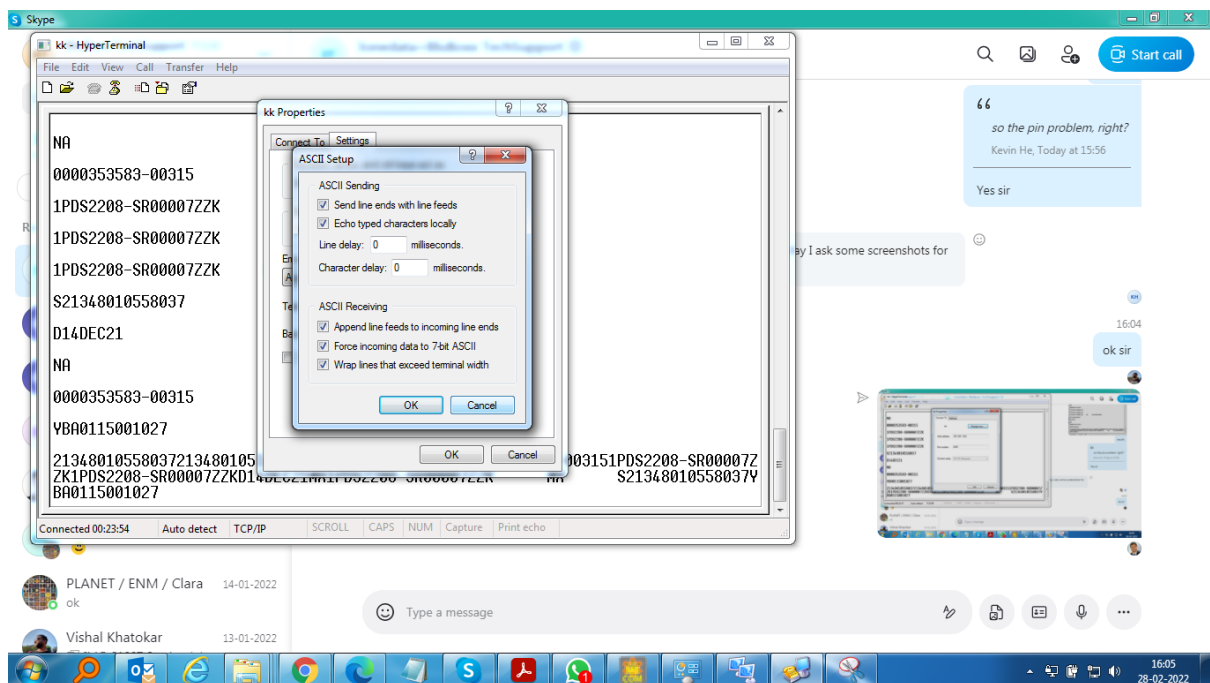 Skype
kk - HyperTerminal
File Edit View Call Transfer Help
NA
0000353583-00315
1PDS2208-SR00007ZZK
1PDS2208-SR00007ZZK
1PDS2208-SR00007ZZK
S21348010558037
D14DEC21
NA
0000353583-00315
YBA0115001027
21348010558037213480105
003151PDS2208-SR00007Z
ZK1PDS2208-SR00007ZZKD14DEC21NA1PDS2208-SR00007ZZK NA S21348010558037Y
BA0115001027
Connected 00:23:54 Auto detect TCP/IP SCROLL CAPS NUM Capture Print echo
kk Properties
Connect To Settings
OK Cancel
ASCII Setup
ASCII Sending
Send line ends with line feeds
Echo typed characters locally
Line delay: 0 milliseconds.
Character delay: 0 milliseconds.
ASCII Receiving
Append line feeds to incoming line ends
Force incoming data to 7-bit ASCII
Wrap lines that exceed terminal width
OK Cancel
Start call
so the pin problem, right?
Kevin He, Today at 15:56
Yes sir
ay I ask some screenshots for
KH
16:04
ok sir
PLANET / ENM / Clara 14-01-2022
ok
Vishal Khatokar 13-01-2022
Type a message
16:05
28-02-2022